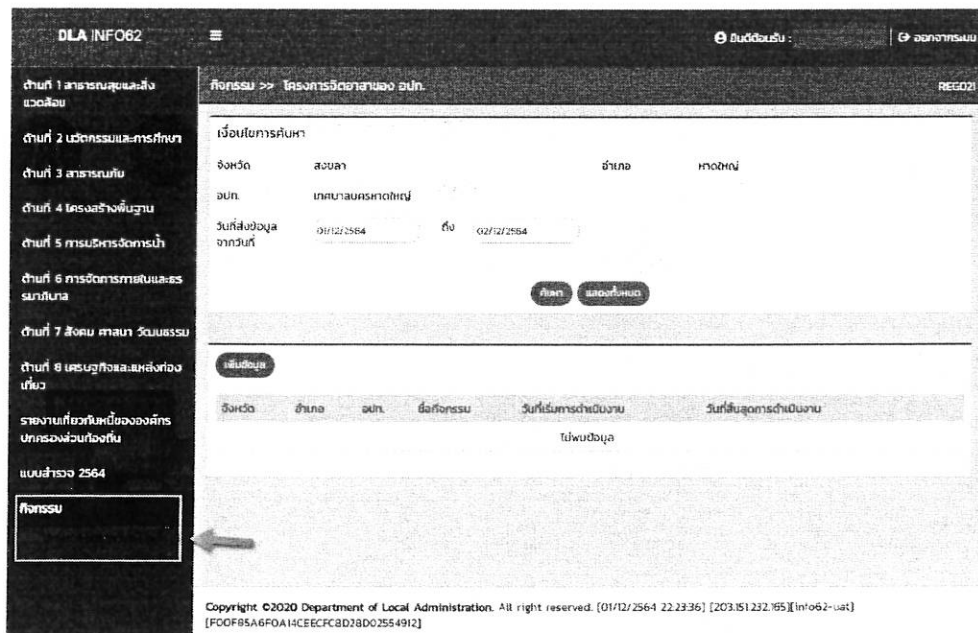 DLA INFO62
ยินดีต้อนรับ :
ออกจากระบบ
ด้านที่ 1 สาธารณสุขและสิ่ง
แวดล้อม
ด้านที่ 2 นวัตกรรมและการศึกษา
ด้านที่ 3 สาธารณภัย
ด้านที่ 4 โครงสร้างพื้นฐาน
ด้านที่ 5 การบริหารจัดการน้ำ
ด้านที่ 6 การจัดการภายในและธร
รมาภิบาล
ด้านที่ 7 สังคม ศาสนา วัฒนธรรม
ด้านที่ 8 เศรษฐกิจและแหล่งท่อง
เที่ยว
รายงานเกี่ยวกับหนี้ขององค์กร
ปกครองส่วนท้องถิ่น
แบบสำรวจ 2564
กิจกรรม
กิจกรรม >> โครงการจิตอาสาของ อปท.
REG021
เงื่อนไขการค้นหา
จังหวัด สงขลา อำเภอ หาดใหญ่
อปท. เทศบาลนครหาดใหญ่
วันที่ส่งข้อมูล
จากวันที่ 01/12/2564 ถึง 02/12/2564
ค้นหา แสดงทั้งหมด
เพิ่มข้อมูล
จังหวัด อำเภอ อปท. ชื่อกิจกรรม วันที่เริ่มการดำเนินงาน วันที่สิ้นสุดการดำเนินงาน
ไม่พบข้อมูล
Copyright ©2020 Department of Local Administration. All right reserved. [01/12/2564 22:23:36] [203.151.232.165][info62-uat]
[F00F85A6F0A14CEECFC8D28D02554912]